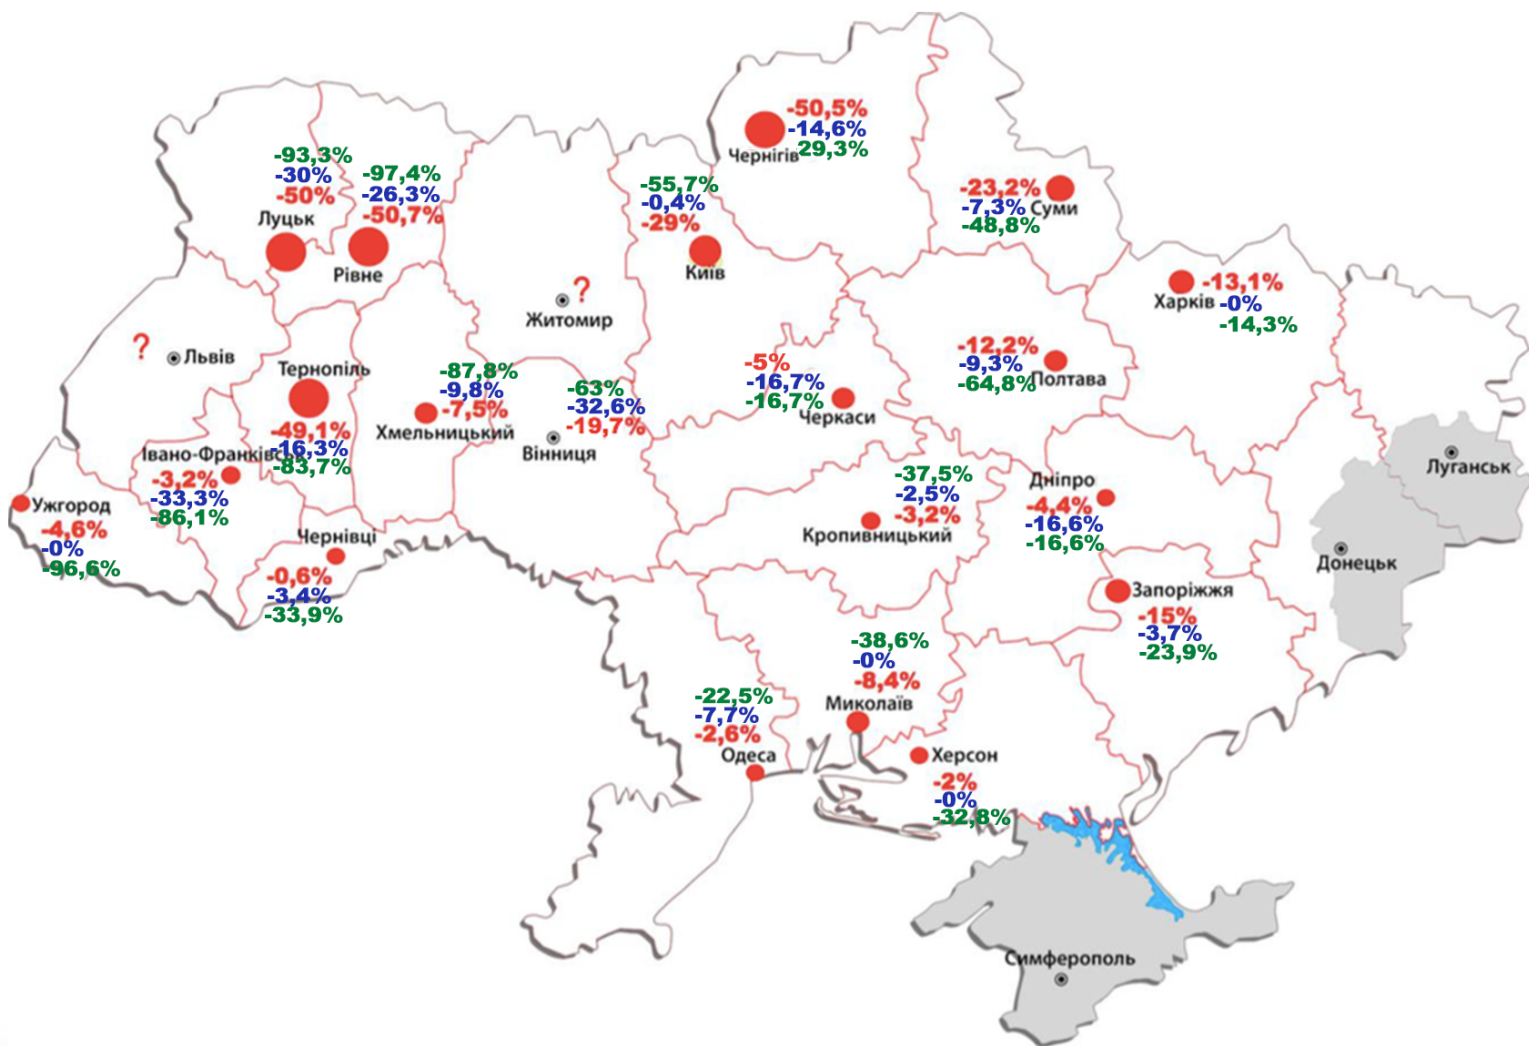 -50,5%
-14,6%
Чернігів
29,3%
-93,3%
-30%
-50%
Луцьк
-97,4%
-26,3%
-50,7%
Рівне
-55,7%
-0,4%
-29%
Київ
-23,2%
-7,3%
Суми
-48,8%
-13,1%
Харків
-0%
-14,3%
?
Житомир
?
Львів
Тернопіль
-49,1%
-16,3%
-83,7%
-87,8%
-9,8%
-7,5%
Хмельницький
-63%
-32,6%
-19,7%
Вінниця
-5%
-16,7%
-16,7%
Черкаси
-12,2%
-9,3%
-64,8%
Полтава
Івано-Франківськ
-3,2%
-33,3%
-86,1%
Ужгород
-4,6%
-0%
-96,6%
Чернівці
-0,6%
-3,4%
-33,9%
-37,5%
-2,5%
-3,2%
Кропивницький
Дніпро
-4,4%
-16,6%
-16,6%
Луганськ
Донецьк
Запоріжжя
-15%
-3,7%
-23,9%
-38,6%
-0%
-8,4%
Миколаїв
-22,5%
-7,7%
-2,6%
Одеса
Херсон
-2%
-0%
-32,8%
Симферополь